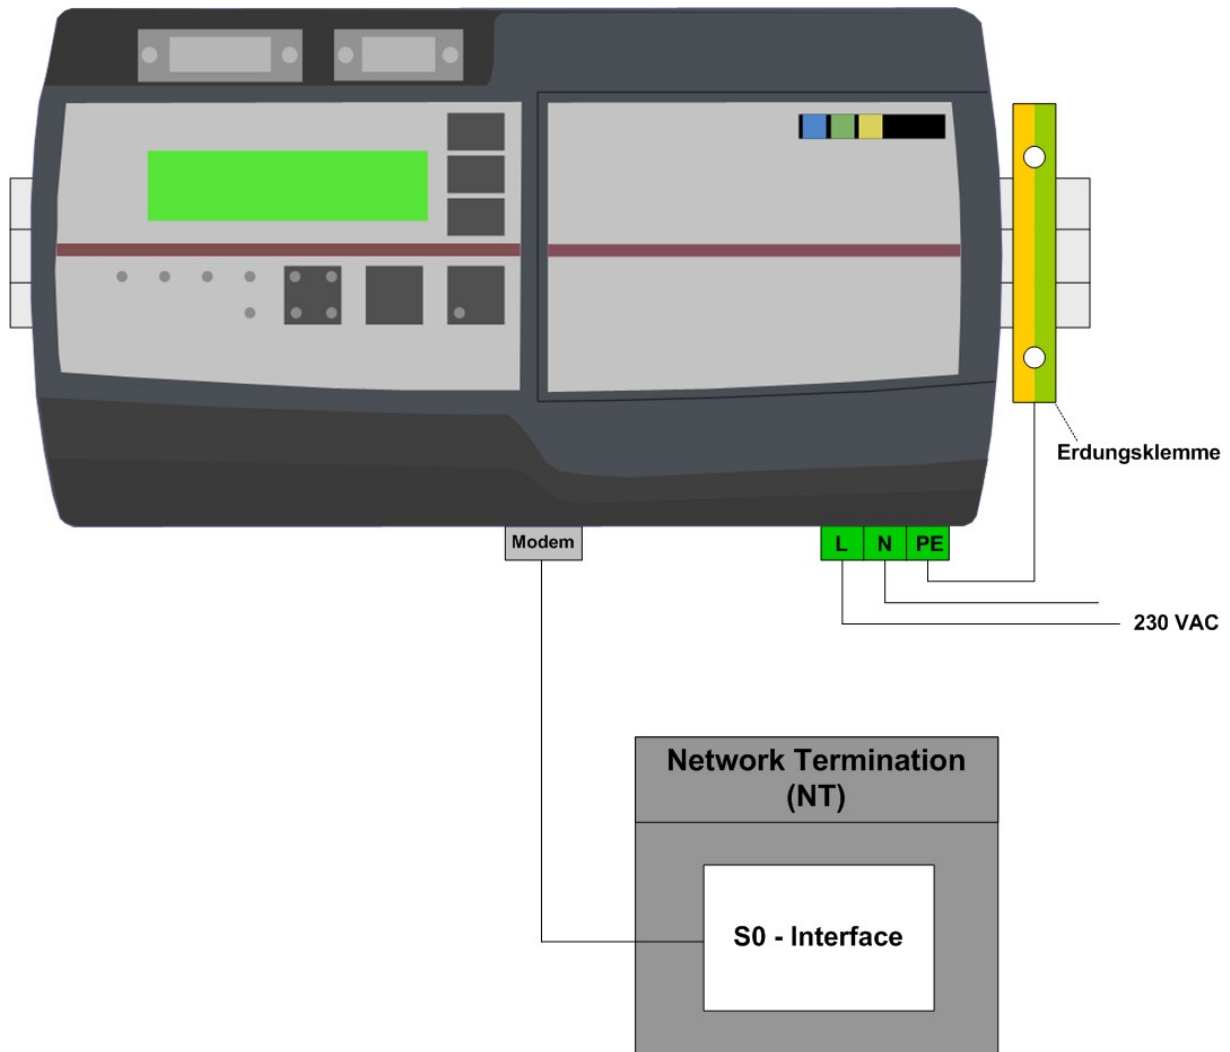 Erdungsklemme
Modem
L N PE
230 VAC
Network Termination
(NT)
S0 - Interface